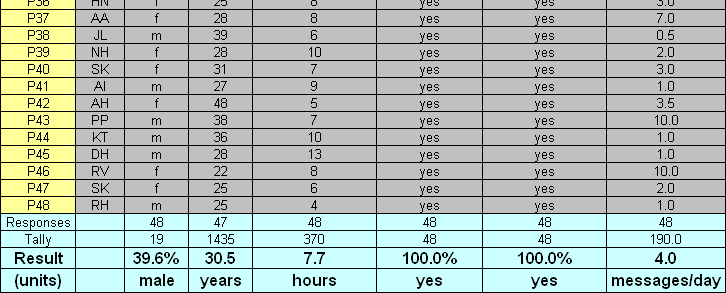 P36 HN f 25 8 yes yes 3.0
P37 AA f 28 8 yes yes 7.0
P38 JL m 39 6 yes yes 0.5
P39 NH f 28 10 yes yes 2.0
P40 SK f 31 7 yes yes 3.0
P41 AI m 27 9 yes yes 1.0
P42 AH f 48 5 yes yes 3.5
P43 PP m 38 7 yes yes 10.0
P44 KT m 36 10 yes yes 1.0
P45 DH m 28 13 yes yes 1.0
P46 RV f 22 8 yes yes 10.0
P47 SK f 25 6 yes yes 2.0
P48 RH m 25 4 yes yes 1.0
Responses 48 47 48 48 48 48
Tally 19 1435 370 48 48 190.0
Result 39.6% 30.5 7.7 100.0% 100.0% 4.0
(units) male years hours yes yes messages/day